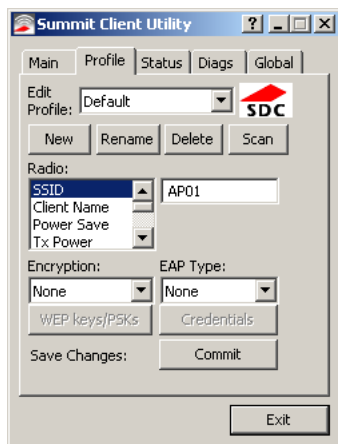 Summit Client Utility ?
Main Profile Status Diags Global
Edit Profile: Default SDC
New Rename Delete Scan
Radio:
SSID AP01
Client Name
Power Save
Tx Power
Encryption: EAP Type:
None None
WEP keys/PSKs Credentials
Save Changes: Commit
Exit